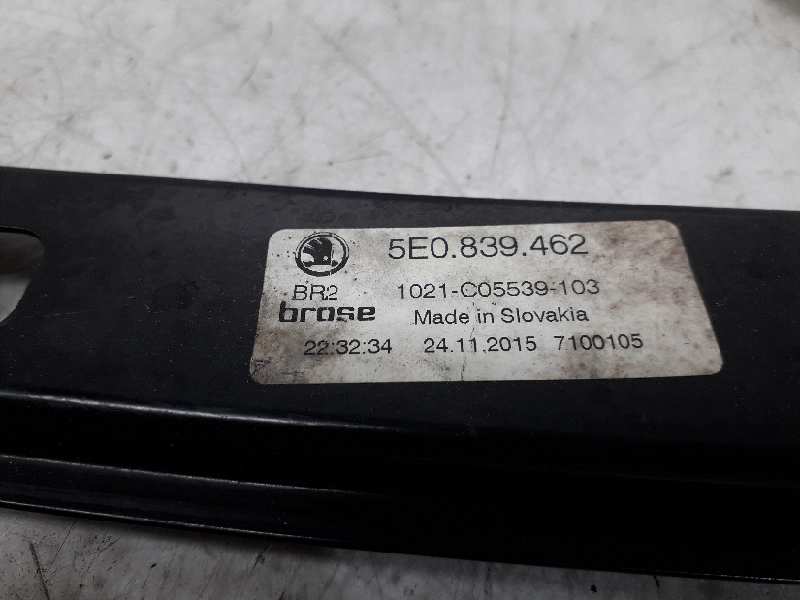 5E0.839.462
BR2 1021-C05539-103
brose Made in Slovakia
22:32:34 24.11.2015 7100105